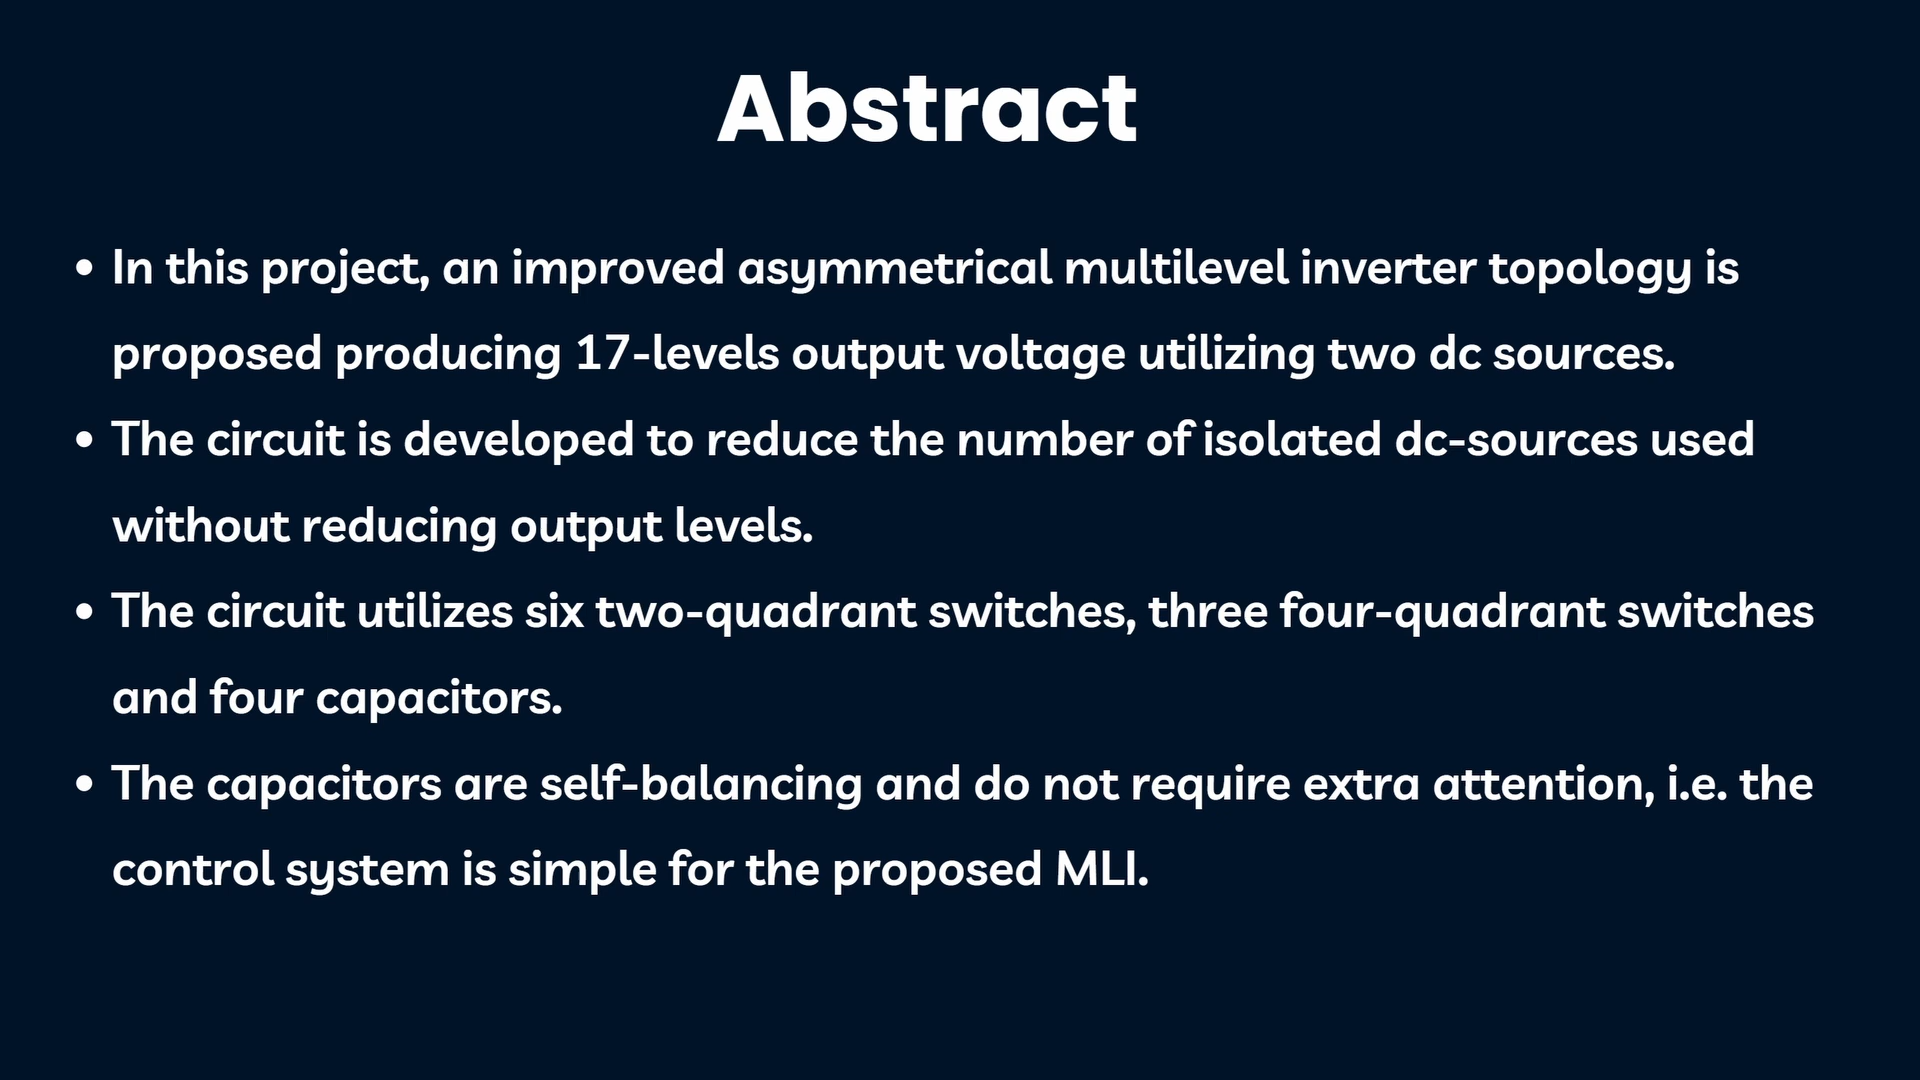 Abstract
• In this project, an improved asymmetrical multilevel inverter topology is
proposed producing 17-levels output voltage utilizing two dc sources.
• The circuit is developed to reduce the number of isolated dc-sources used
without reducing output levels.
• The circuit utilizes six two-quadrant switches, three four-quadrant switches
and four capacitors.
• The capacitors are self-balancing and do not require extra attention, i.e. the
control system is simple for the proposed MLI.